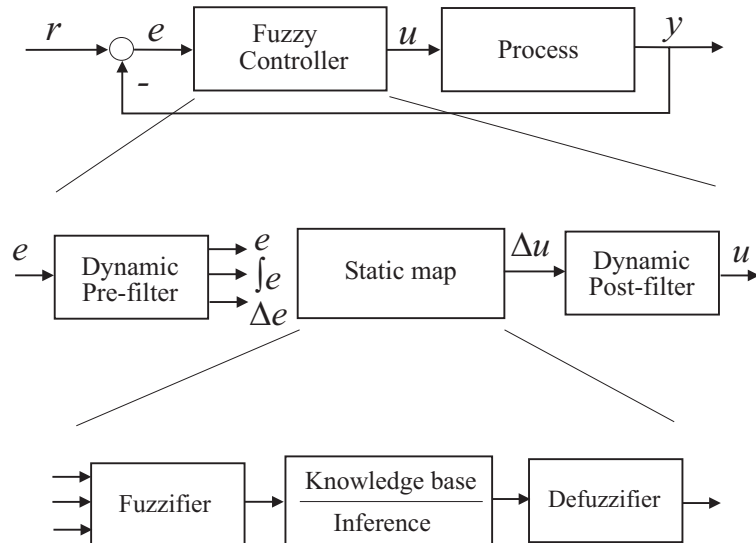 r
e
Fuzzy
Controller
u
Process
y
-
e
Dynamic
Pre-filter
e
∫e
Δe
Static map
Δu
Dynamic
Post-filter
u
Fuzzifier
Knowledge base
Inference
Defuzzifier